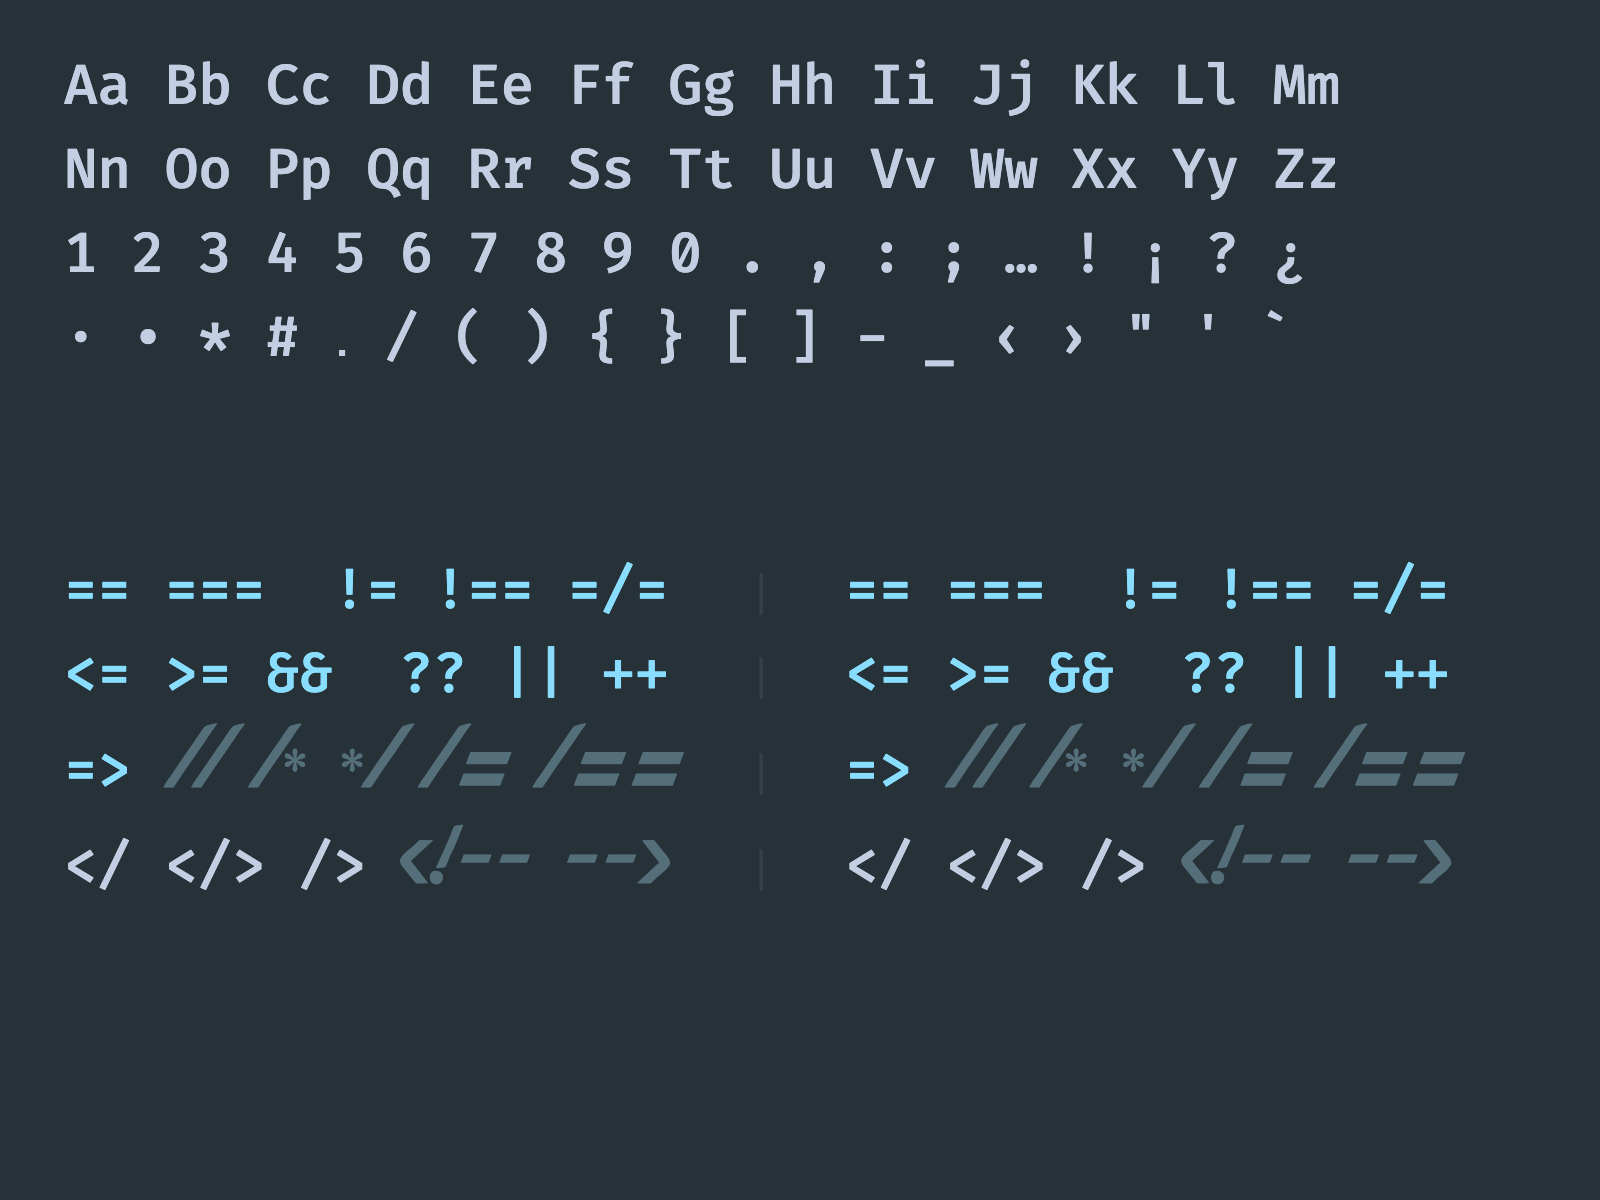 Aa Bb Cc Dd Ee Ff Gg Hh Ii Jj Kk Ll Mm
Nn Oo Pp Qq Rr Ss Tt Uu Vv Ww Xx Yy Zz
1 2 3 4 5 6 7 8 9 0 . , : ; … ! ¡ ? ¿
· • * # . / ( ) { } [ ] - _ ‹ › " ' `
== ===  != !== =/= | == ===  != !== =/=
<= >= &&  ?? || ++ | <= >= &&  ?? || ++
=> // /* */ /= /== | => // /* */ /= /==
</ </> /> <!-- --> | </ </> /> <!-- -->